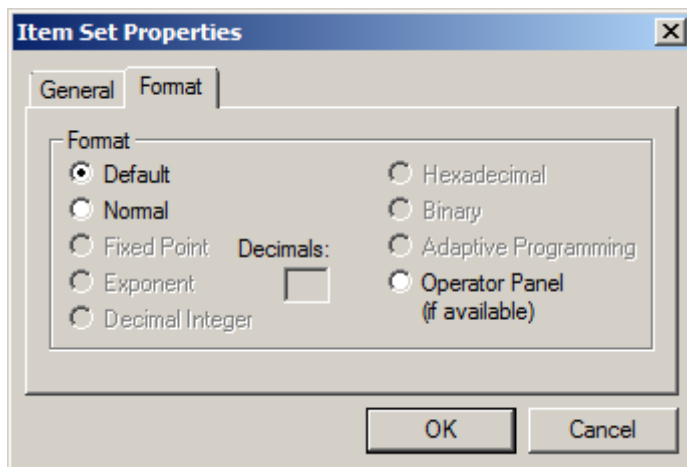 Item Set Properties
General
Format
Format
Default
Normal
Fixed Point
Decimals:
Exponent
Decimal Integer
Hexadecimal
Binary
Adaptive Programming
Operator Panel
(if available)
OK
Cancel